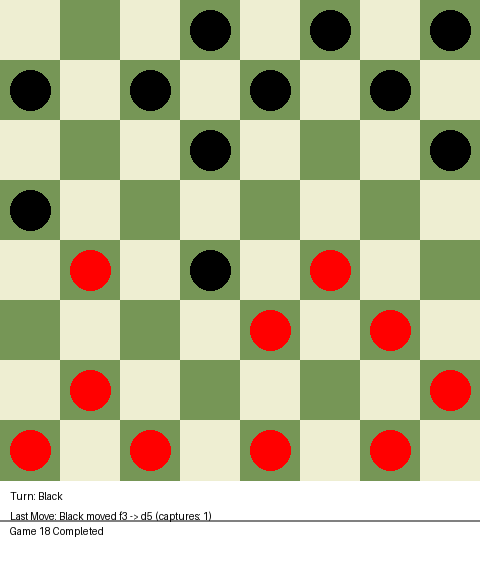 Turn: Black
Last Move: Black moved f3 -> d5 (captures: 1)
Game 18 Completed